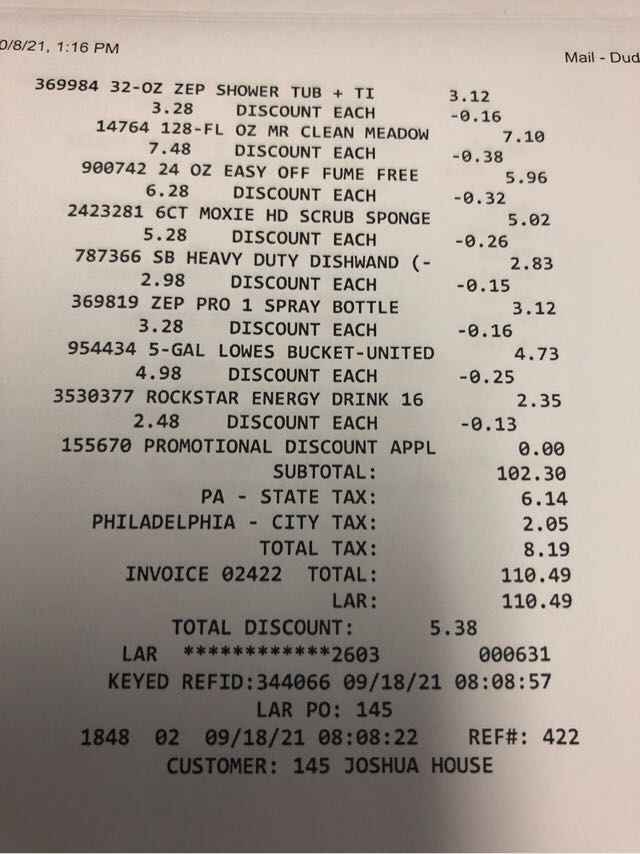 0/8/21, 1:16 PM
Mail - Dud
369984 32-OZ ZEP SHOWER TUB + TI 3.12
3.28 DISCOUNT EACH -0.16
14764 128-FL OZ MR CLEAN MEADOW 7.10
7.48 DISCOUNT EACH -0.38
900742 24 OZ EASY OFF FUME FREE 5.96
6.28 DISCOUNT EACH -0.32
2423281 6CT MOXIE HD SCRUB SPONGE 5.02
5.28 DISCOUNT EACH -0.26
787366 SB HEAVY DUTY DISHWAND (- 2.83
2.98 DISCOUNT EACH -0.15
369819 ZEP PRO 1 SPRAY BOTTLE 3.12
3.28 DISCOUNT EACH -0.16
954434 5-GAL LOWES BUCKET-UNITED 4.73
4.98 DISCOUNT EACH -0.25
3530377 ROCKSTAR ENERGY DRINK 16 2.35
2.48 DISCOUNT EACH -0.13
155670 PROMOTIONAL DISCOUNT APPL 0.00
SUBTOTAL: 102.30
PA - STATE TAX: 6.14
PHILADELPHIA - CITY TAX: 2.05
TOTAL TAX: 8.19
INVOICE 02422 TOTAL: 110.49
LAR: 110.49
TOTAL DISCOUNT: 5.38
LAR ************2603 000631
KEYED REFID:344066 09/18/21 08:08:57
LAR PO: 145
1848 02 09/18/21 08:08:22 REF#: 422
CUSTOMER: 145 JOSHUA HOUSE